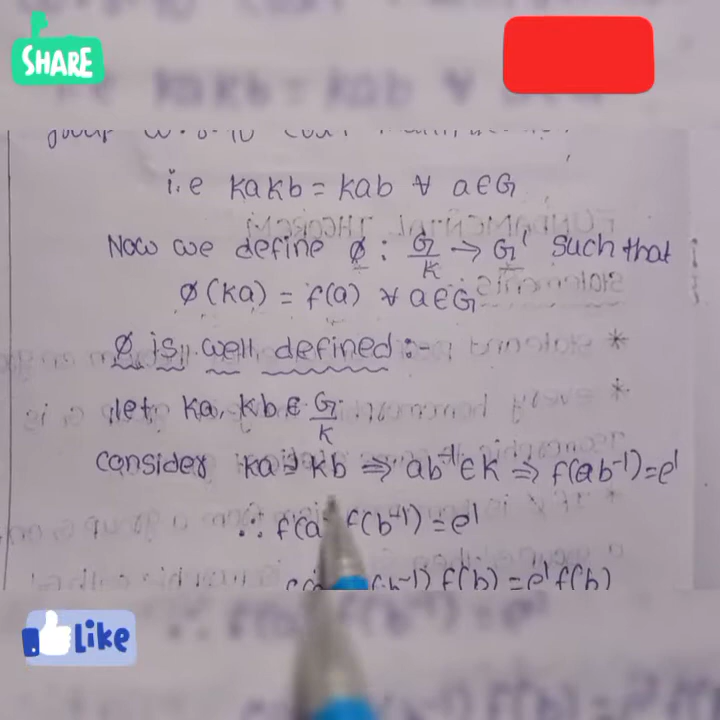 SHARE
i.e kakb = kab ∀ a∈G
Now we define ∅ : G/K → G' such that
∅(ka) = f(a) ∀ a∈G
∅ is well defined :-
let ka, kb ∈ G/K
consider ka = kb ⇒ ab⁻¹∈K ⇒ f(ab⁻¹)=e'
∴ f(a f(b⁻¹) = e'
f(b) = e' f(b)
Like